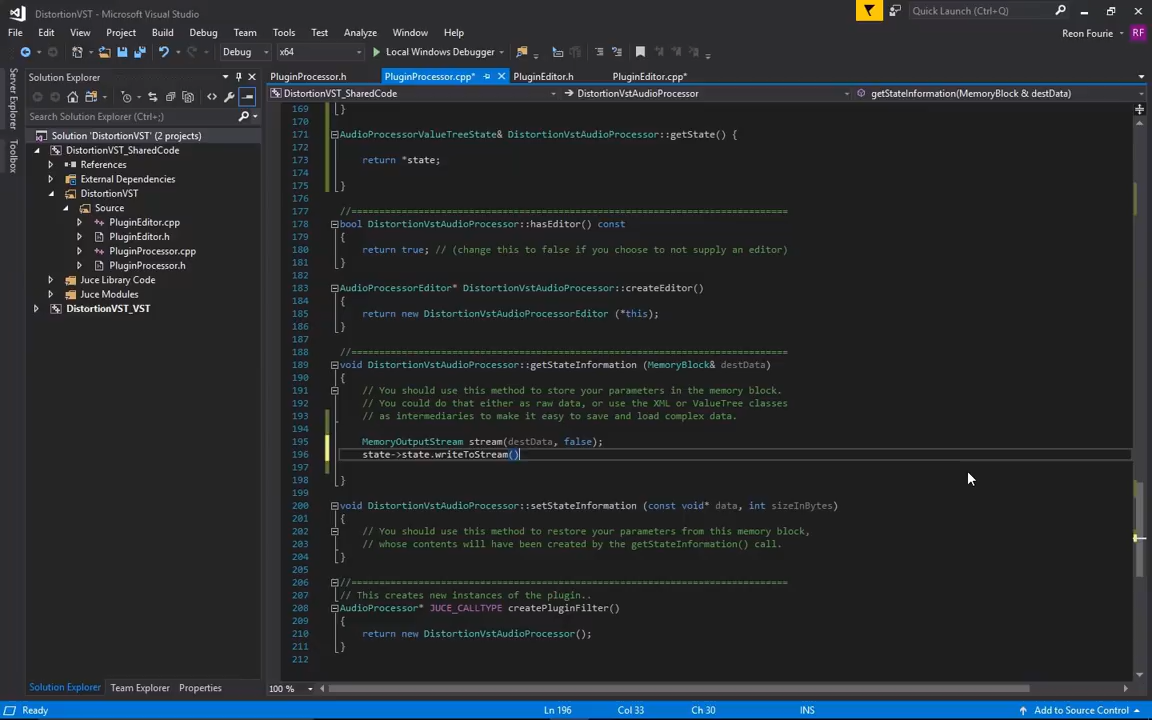 DistortionVST - Microsoft Visual Studio
Quick Launch (Ctrl+Q)
File Edit View Project Build Debug Team Tools Test Analyze Window Help
Reon Fourie RF
Debug x64 Local Windows Debugger
Server Explorer
Toolbox
Solution Explorer
Search Solution Explorer (Ctrl+;)
Solution 'DistortionVST' (2 projects)
DistortionVST_SharedCode
References
External Dependencies
DistortionVST
Source
PluginEditor.cpp
PluginEditor.h
PluginProcessor.cpp
PluginProcessor.h
Juce Library Code
Juce Modules
DistortionVST_VST
Solution Explorer Team Explorer Properties
PluginProcessor.h PluginProcessor.cpp* PluginEditor.h PluginEditor.cpp*
DistortionVST_SharedCode DistortionVstAudioProcessor getStateInformation(MemoryBlock & destData)
169 }
170
171 AudioProcessorValueTreeState& DistortionVstAudioProcessor::getState() {
172
173 return *state;
174
175 }
176
177 //==============================================================================
178 bool DistortionVstAudioProcessor::hasEditor() const
179 {
180 return true; // (change this to false if you choose to not supply an editor)
181 }
182
183 AudioProcessorEditor* DistortionVstAudioProcessor::createEditor()
184 {
185 return new DistortionVstAudioProcessorEditor (*this);
186 }
187
188 //==============================================================================
189 void DistortionVstAudioProcessor::getStateInformation (MemoryBlock& destData)
190 {
191 // You should use this method to store your parameters in the memory block.
192 // You could do that either as raw data, or use the XML or ValueTree classes
193 // as intermediaries to make it easy to save and load complex data.
194
195 MemoryOutputStream stream(destData, false);
196 state->state.writeToStream()
197
198 }
199
200 void DistortionVstAudioProcessor::setStateInformation (const void* data, int sizeInBytes)
201 {
202 // You should use this method to restore your parameters from this memory block,
203 // whose contents will have been created by the getStateInformation() call.
204 }
205
206 //==============================================================================
207 // This creates new instances of the plugin..
208 AudioProcessor* JUCE_CALLTYPE createPluginFilter()
209 {
210 return new DistortionVstAudioProcessor();
211 }
212
100 %
Ready Ln 196 Col 33 Ch 30 INS Add to Source Control